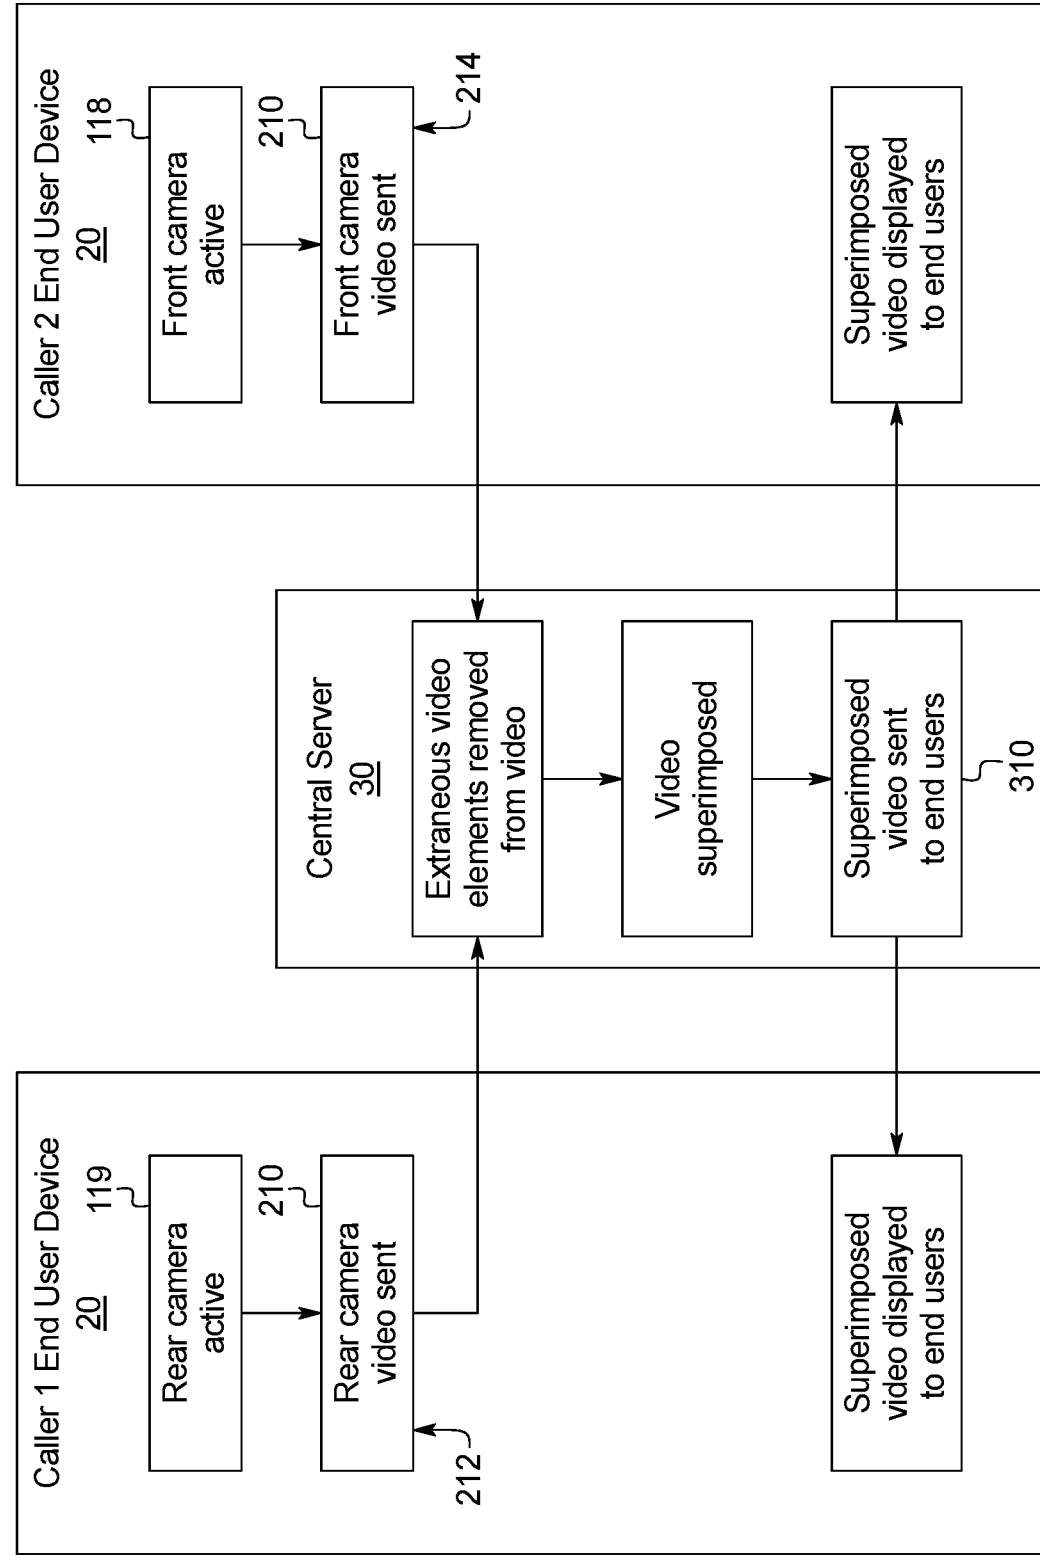 Caller 1 End User Device
20
119
Rear camera
active
210
Rear camera
video sent
212
Superimposed
video displayed
to end users
Central Server
30
Extraneous video
elements removed
from video
Video
superimposed
Superimposed
video sent
to end users
310
Caller 2 End User Device
20
118
Front camera
active
210
Front camera
video sent
214
Superimposed
video displayed
to end users